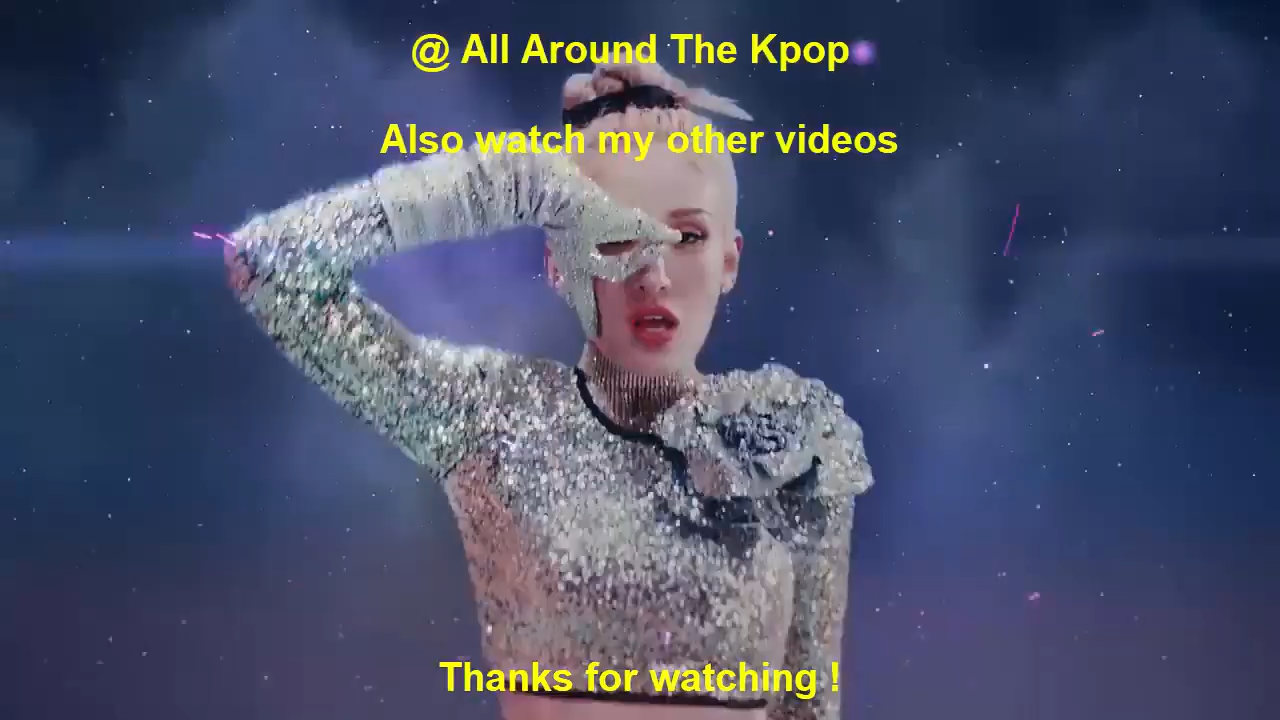 @ All Around The Kpop
Also watch my other videos
Thanks for watching !